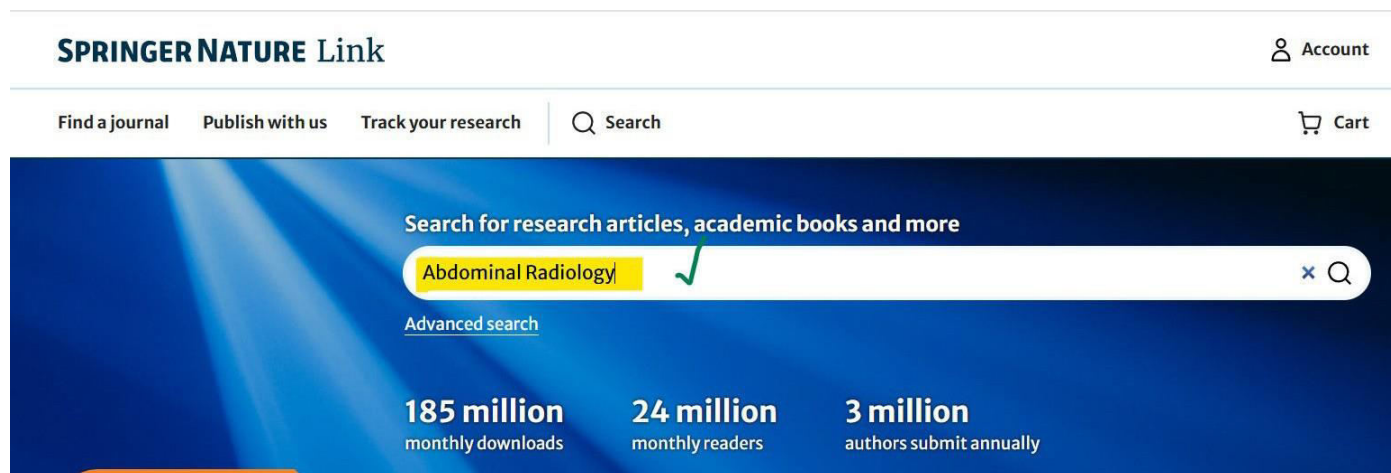 SPRINGER NATURE Link
Account
Find a journal Publish with us Track your research Search
Cart
Search for research articles, academic books and more
Abdominal Radiology
Advanced search
185 million 24 million 3 million
monthly downloads monthly readers authors submit annually